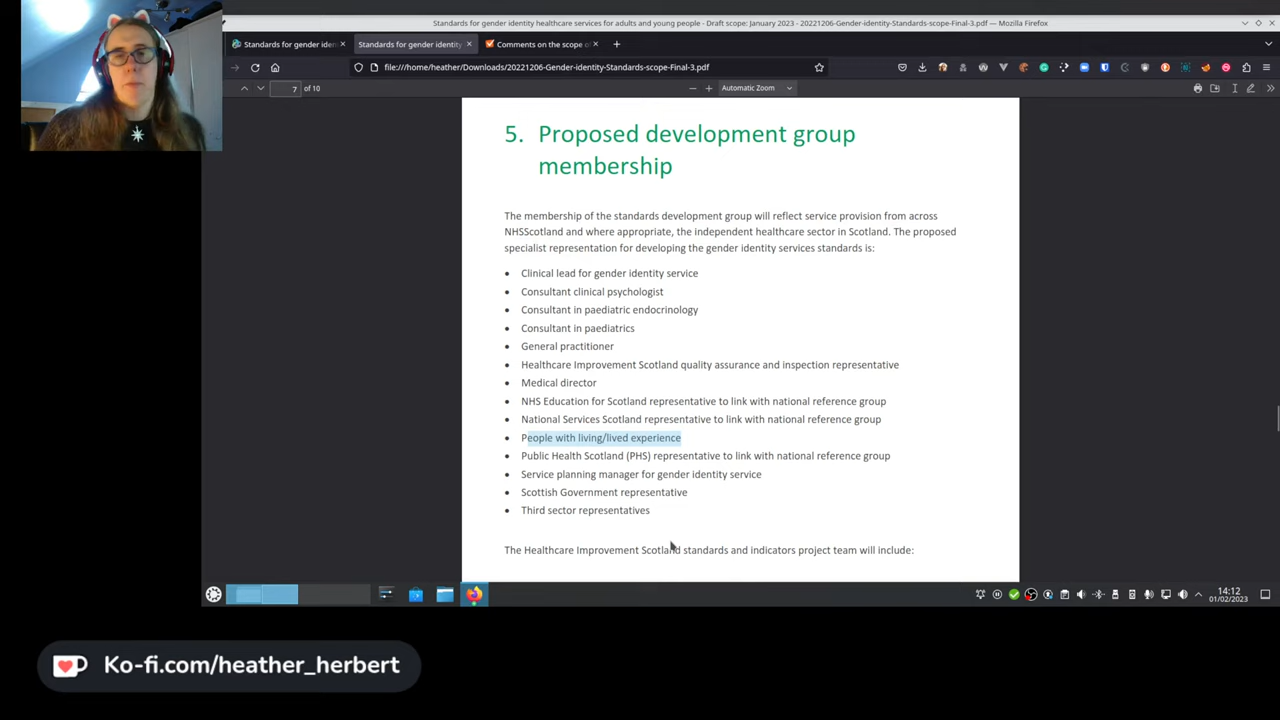 Standards for gender identity healthcare services for adults and young people - Draft scope: January 2023 - 20221206-Gender-identity-Standards-scope-Final-3.pdf — Mozilla Firefox
Standards for gender iden
Standards for gender identity
Comments on the scope of
file:///home/heather/Downloads/20221206-Gender-identity-Standards-scope-Final-3.pdf
7 of 10
Automatic Zoom
5. Proposed development group
membership
The membership of the standards development group will reflect service provision from across
NHSScotland and where appropriate, the independent healthcare sector in Scotland. The proposed
specialist representation for developing the gender identity services standards is:
• Clinical lead for gender identity service
• Consultant clinical psychologist
• Consultant in paediatric endocrinology
• Consultant in paediatrics
• General practitioner
• Healthcare Improvement Scotland quality assurance and inspection representative
• Medical director
• NHS Education for Scotland representative to link with national reference group
• National Services Scotland representative to link with national reference group
• People with living/lived experience
• Public Health Scotland (PHS) representative to link with national reference group
• Service planning manager for gender identity service
• Scottish Government representative
• Third sector representatives
The Healthcare Improvement Scotland standards and indicators project team will include:
14:12
01/02/2023
Ko-fi.com/heather_herbert